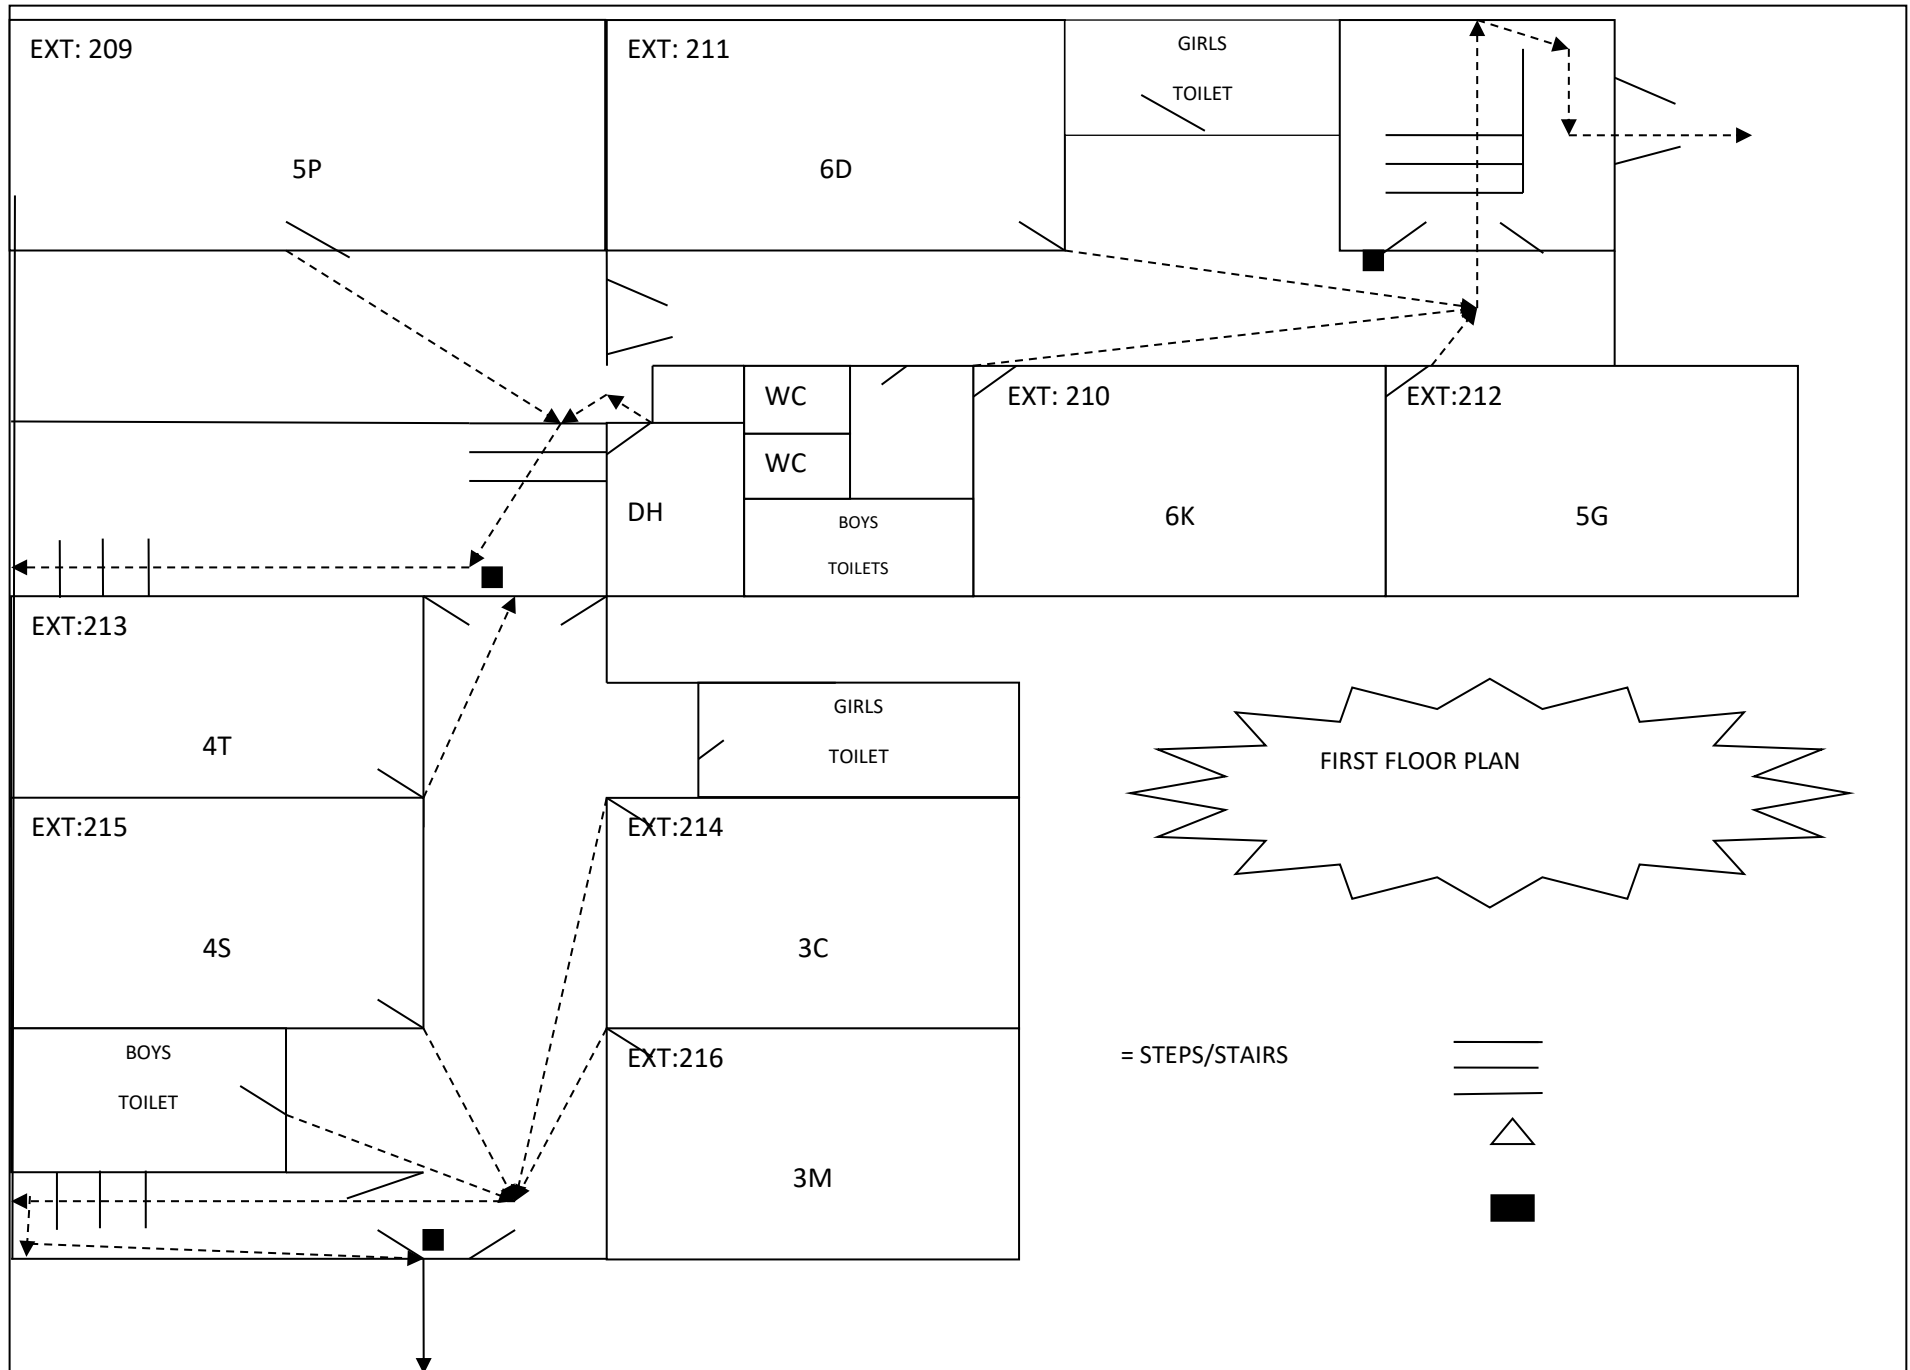 EXT: 209
EXT: 211
GIRLS
TOILET
5P
6D
WC
EXT: 210
EXT:212
WC
DH
BOYS
TOILETS
6K
5G
EXT:213
4T
GIRLS
TOILET
FIRST FLOOR PLAN
EXT:215
EXT:214
4S
3C
BOYS
TOILET
EXT:216
= STEPS/STAIRS
3M